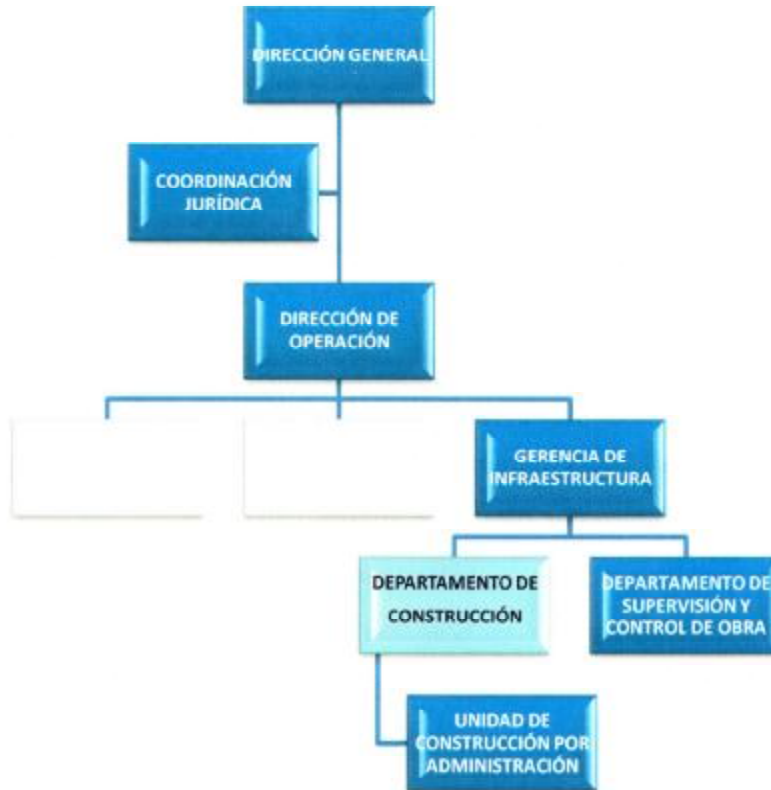 DIRECCIÓN GENERAL
COORDINACIÓN
JURÍDICA
DIRECCIÓN DE
OPERACIÓN
GERENCIA DE
INFRAESTRUCTURA
DEPARTAMENTO DE
CONSTRUCCIÓN
DEPARTAMENTO DE
SUPERVISIÓN Y
CONTROL DE OBRA
UNIDAD DE
CONSTRUCCIÓN POR
ADMINISTRACIÓN